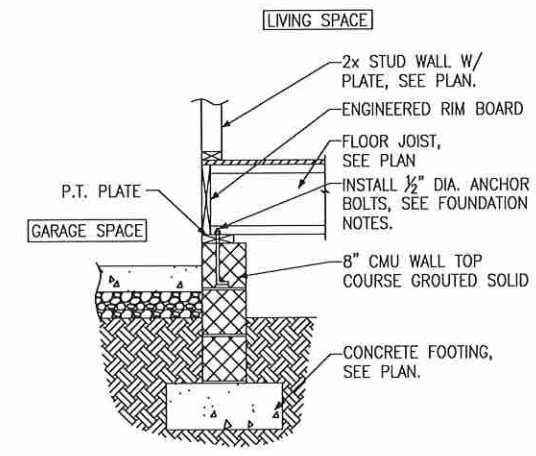 LIVING SPACE
2x STUD WALL W/
PLATE, SEE PLAN.
ENGINEERED RIM BOARD
FLOOR JOIST,
SEE PLAN
P.T. PLATE
INSTALL ½" DIA. ANCHOR
BOLTS, SEE FOUNDATION
NOTES.
GARAGE SPACE
8" CMU WALL TOP
COURSE GROUTED SOLID
CONCRETE FOOTING,
SEE PLAN.